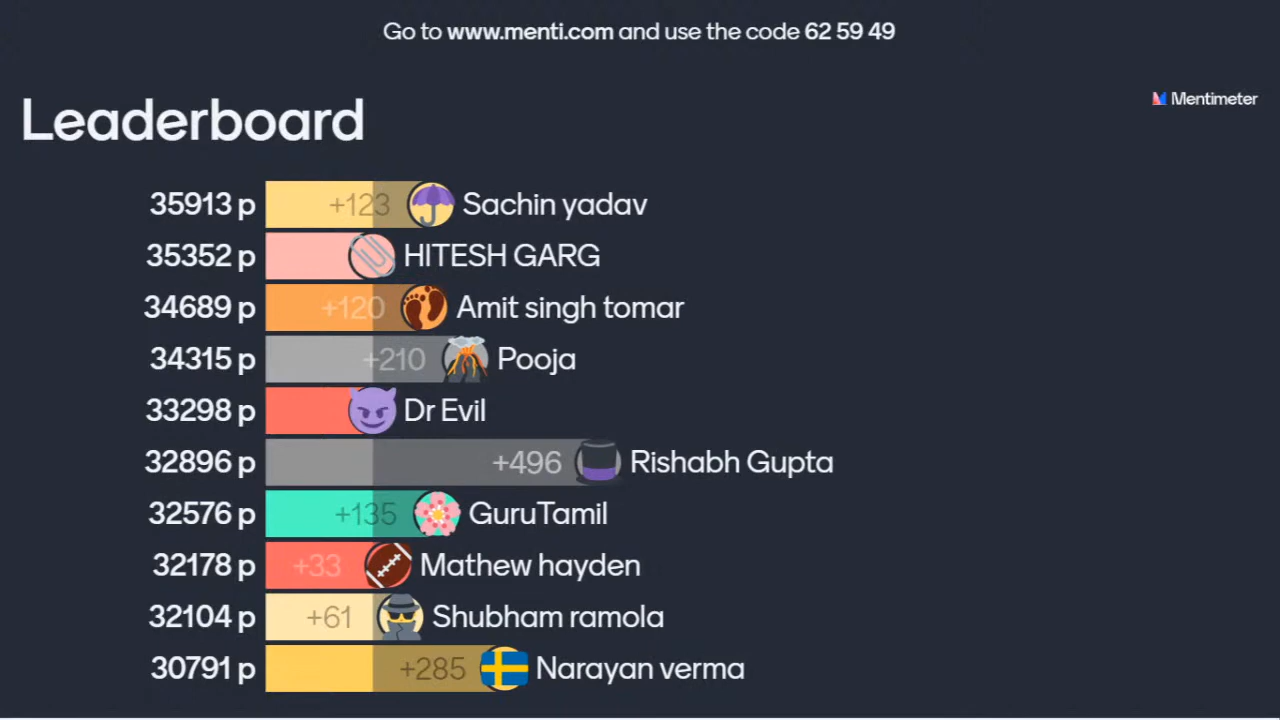 Go to www.menti.com and use the code 62 59 49
Mentimeter
Leaderboard
35913 p +123 Sachin yadav
35352 p HITESH GARG
34689 p +120 Amit singh tomar
34315 p +210 Pooja
33298 p Dr Evil
32896 p +496 Rishabh Gupta
32576 p +135 GuruTamil
32178 p +33 Mathew hayden
32104 p +61 Shubham ramola
30791 p +285 Narayan verma